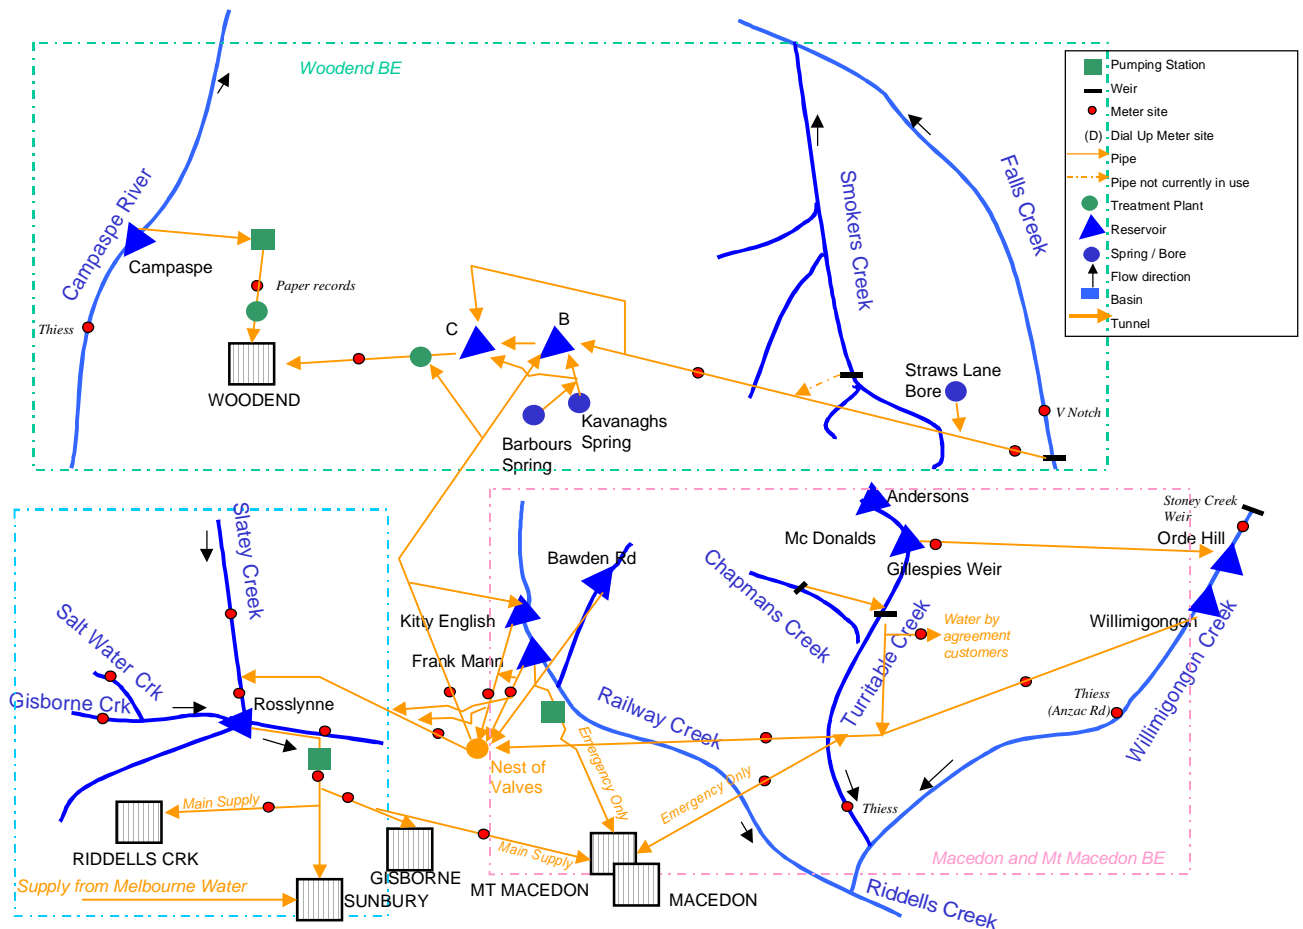 Woodend BE
Pumping Station
Weir
Meter site
(D) Dial Up Meter site
Pipe
Pipe not currently in use
Treatment Plant
Reservoir
Spring / Bore
Flow direction
Basin
Tunnel
Campaspe River
Campaspe
Paper records
Thiess
WOODEND
C
B
Barbours
Spring
Kavanaghs
Spring
Smokers Creek
Falls Creek
Straws Lane
Bore
V Notch
Slatey Creek
Salt Water Crk
Gisborne Crk
Rosslynne
Main Supply
RIDDELLS CRK
Supply from Melbourne Water
SUNBURY
GISBORNE
Main Supply
MT MACEDON
MACEDON
Bawden Rd
Kitty English
Frank Mann
Nest of
Valves
Railway Creek
Emergency Only
Emergency Only
Andersons
Mc Donalds
Gillespies Weir
Chapmans Creek
Turritable Creek
Water by
agreement
customers
Stoney Creek
Weir
Orde Hill
Willimigongon
Willimigongon Creek
Thiess
(Anzac Rd)
Thiess
Macedon and Mt Macedon BE
Riddells Creek